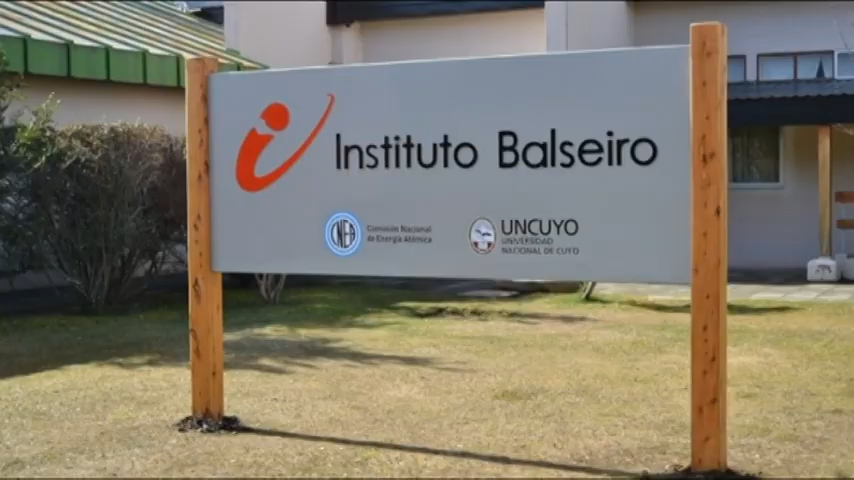 Instituto Balseiro
CNEA
Comisión Nacional
de Energía Atómica
UNCUYO
UNIVERSIDAD
NACIONAL DE CUYO